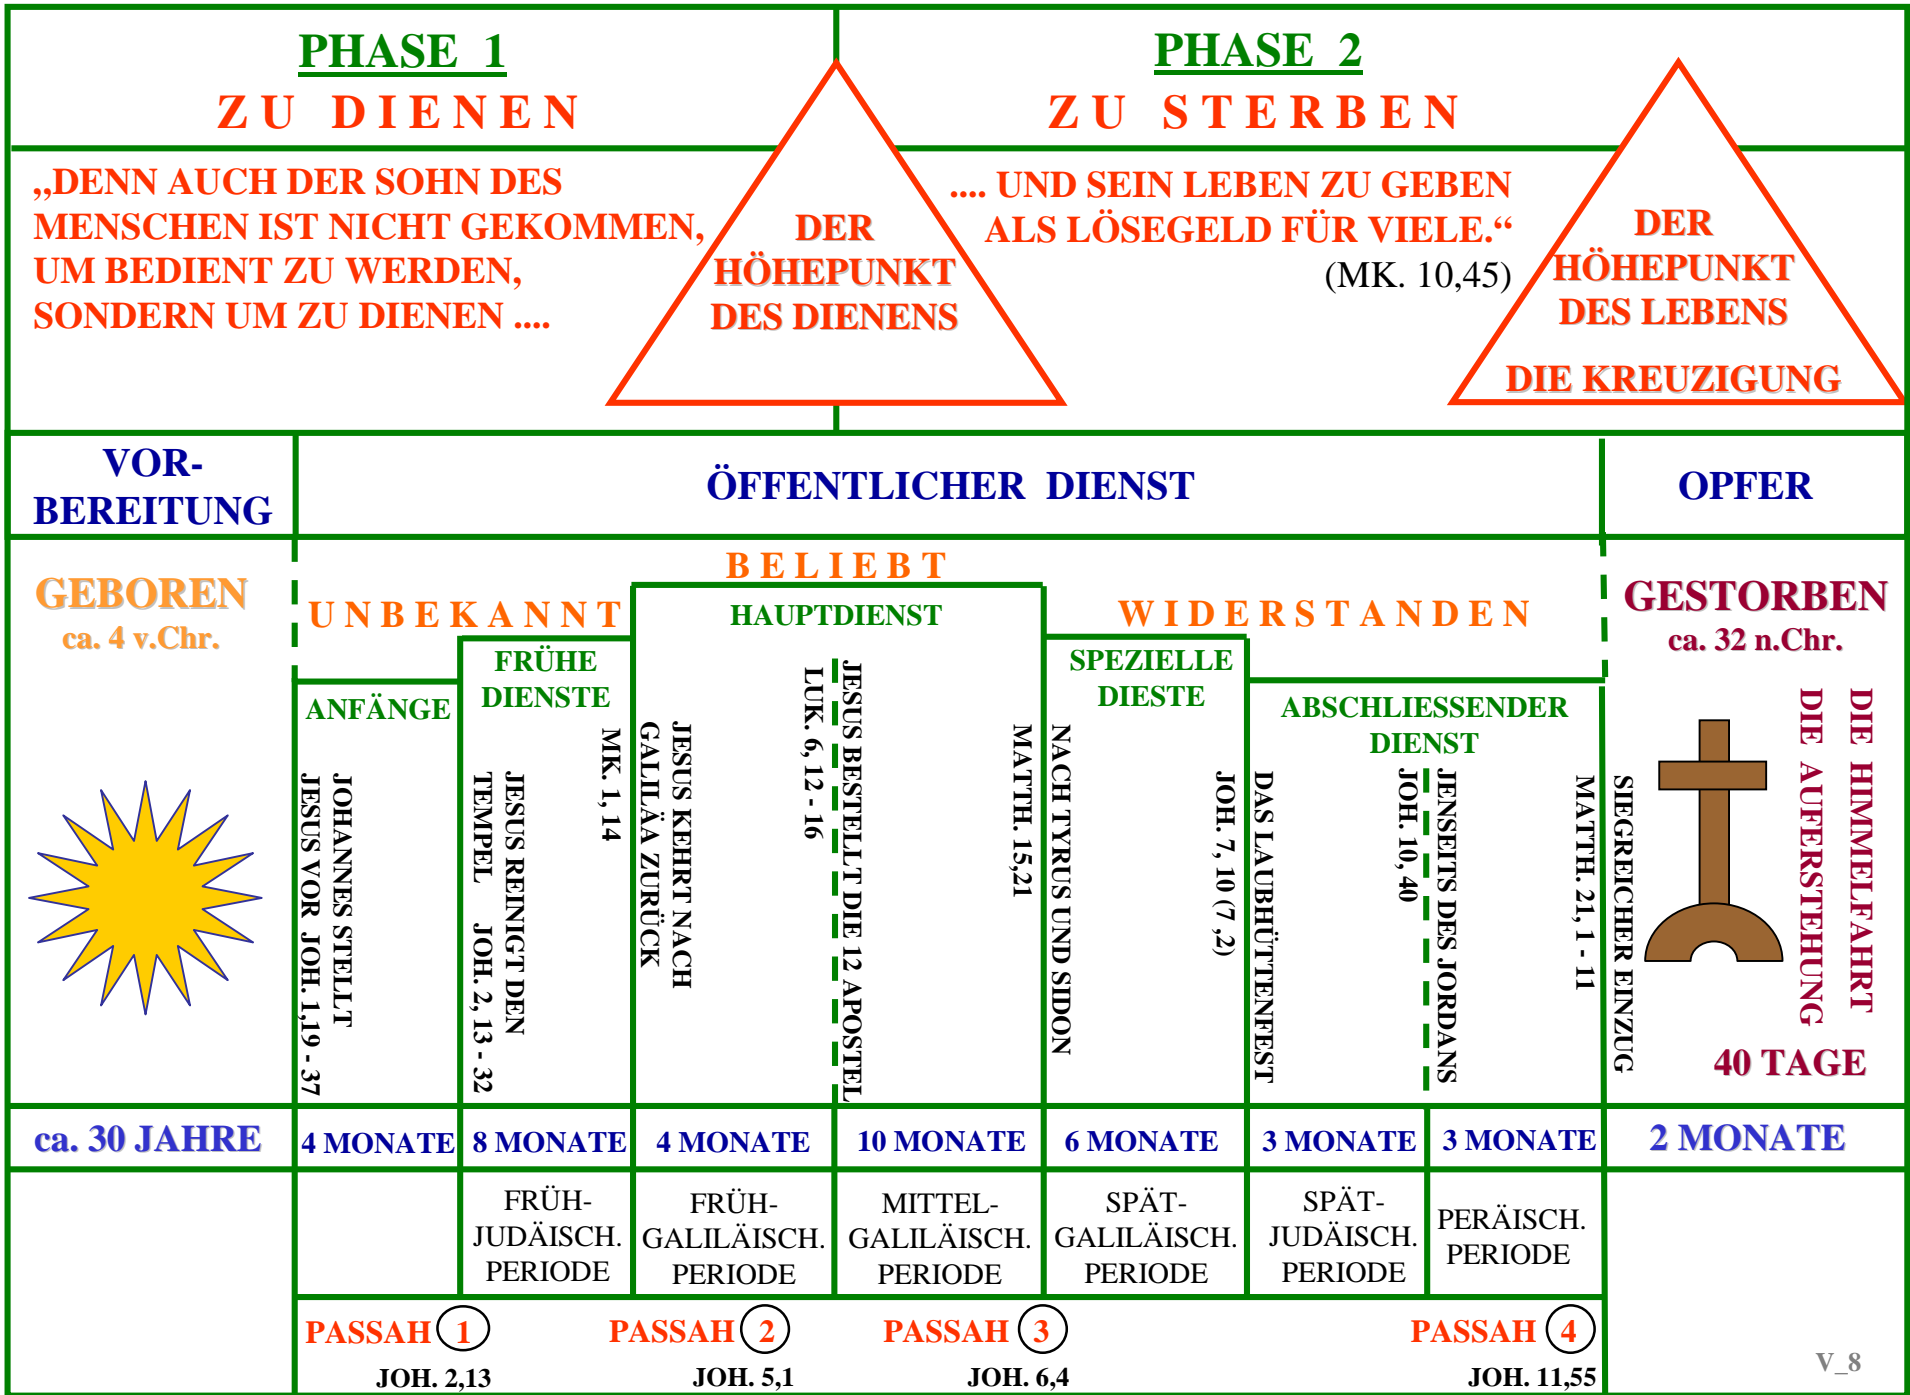 PHASE 1
ZU DIENEN
„DENN AUCH DER SOHN DES
MENSCHEN IST NICHT GEKOMMEN,
UM BEDIENT ZU WERDEN,
SONDERN UM ZU DIENEN ....
DER
HÖHEPUNKT
DES DIENENS
PHASE 2
ZU STERBEN
.... UND SEIN LEBEN ZU GEBEN
ALS LÖSEGELD FÜR VIELE.“
(MK. 10,45)
DER
HÖHEPUNKT
DES LEBENS
DIE KREUZIGUNG
VOR-
BEREITUNG
ÖFFENTLICHER DIENST
OPFER
GEBOREN
ca. 4 v.Chr.
UNBEKANNT
BELIEBT
WIDERSTANDEN
GESTORBEN
ca. 32 n.Chr.
ANFÄNGE
JOHANNES STELLT
JESUS VOR JOH. 1,19 - 37
FRÜHE
DIENSTE
JESUS REINIGT DEN
TEMPEL JOH. 2, 13 - 32
MK. 1, 14
HAUPTDIENST
JESUS KEHRT NACH
GALILÄA ZURÜCK
LUK. 6, 12 - 16
JESUS BESTELLT DIE 12 APOSTEL
MATTH. 15,21
SPEZIELLE
DIESTE
NACH TYRUS UND SIDON
JOH. 7, 10 (7 ,2)
ABSCHLIESSENDER
DIENST
DAS LAUBHÜTTENFEST
JOH. 10, 40
JENSEITS DES JORDANS
MATTH. 21, 1 - 11
SIEGREICHER EINZUG
DIE HIMMELFAHRT
DIE AUFERSTEHUNG
40 TAGE
ca. 30 JAHRE
4 MONATE
8 MONATE
4 MONATE
10 MONATE
6 MONATE
3 MONATE
3 MONATE
2 MONATE
FRÜH-
JUDÄISCH.
PERIODE
FRÜH-
GALILÄISCH.
PERIODE
MITTEL-
GALILÄISCH.
PERIODE
SPÄT-
GALILÄISCH.
PERIODE
SPÄT-
JUDÄISCH.
PERIODE
PERÄISCH.
PERIODE
PASSAH 1
JOH. 2,13
PASSAH 2
JOH. 5,1
PASSAH 3
JOH. 6,4
PASSAH 4
JOH. 11,55
V_8